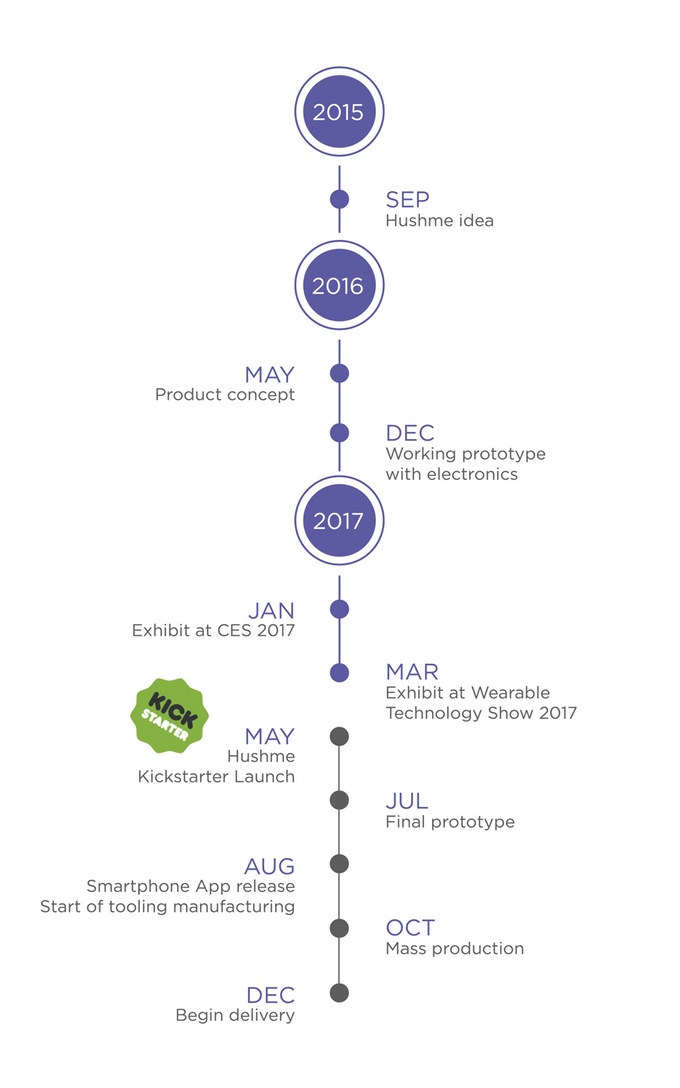 2015
SEP
Hushme idea
2016
MAY
Product concept
DEC
Working prototype
with electronics
2017
JAN
Exhibit at CES 2017
MAR
Exhibit at Wearable
Technology Show 2017
KICK
STARTER
MAY
Hushme
Kickstarter Launch
JUL
Final prototype
AUG
Smartphone App release
Start of tooling manufacturing
OCT
Mass production
DEC
Begin delivery